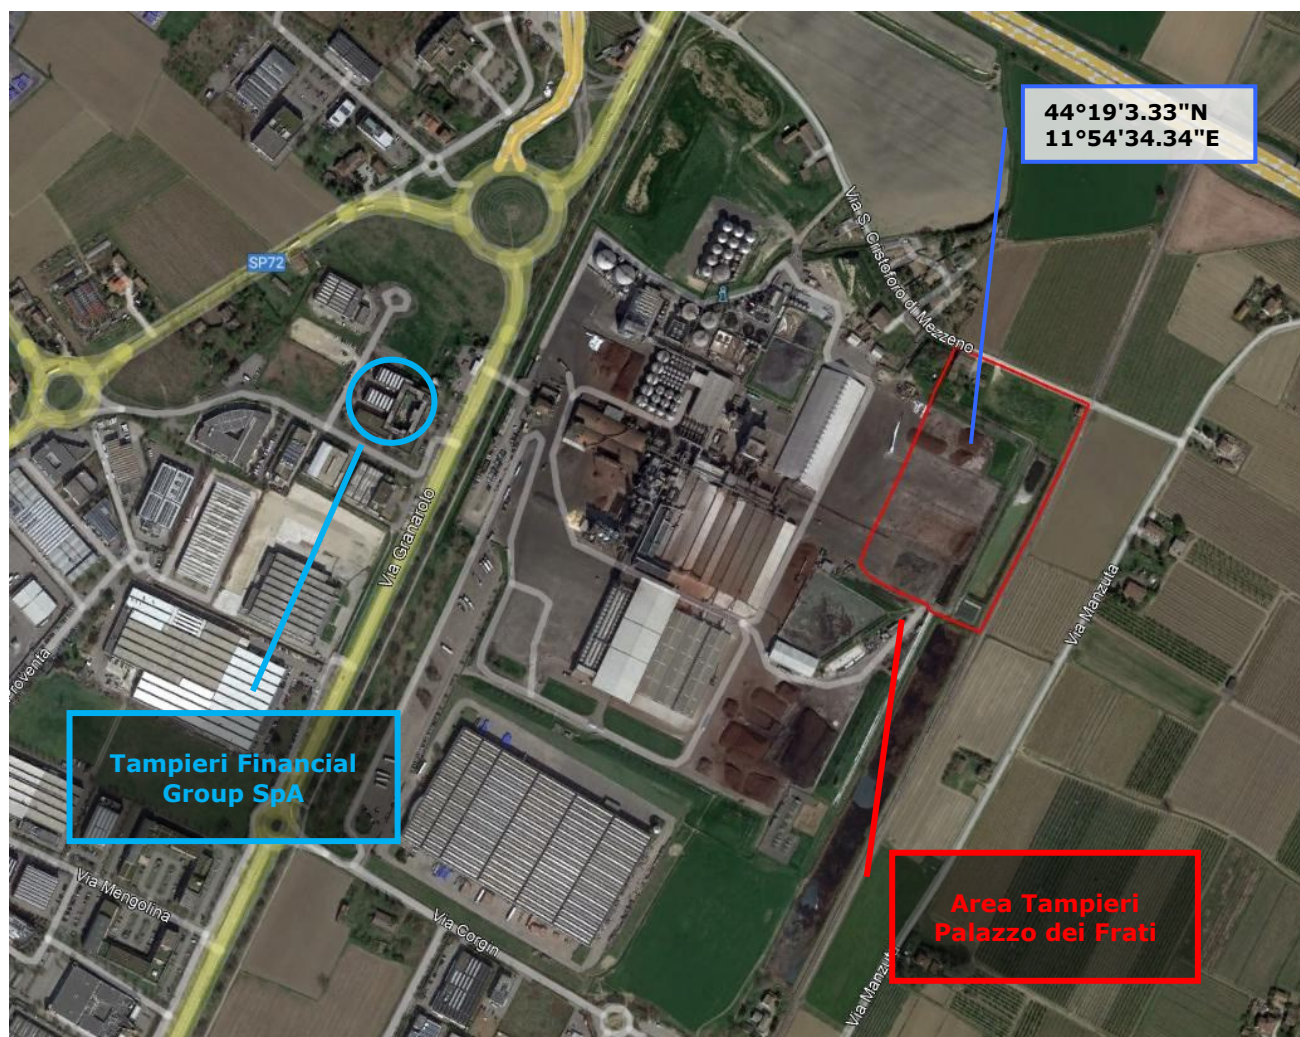 44°19'3.33"N
11°54'34.34"E
Via S. Cristoforo di Mezzeno
SP72
Via Granarolo
Via Manzuta
roventa
Tampieri Financial
Group SpA
Via Mengolina
Via Corgin
Area Tampieri
Palazzo dei Frati
Via Manzuta